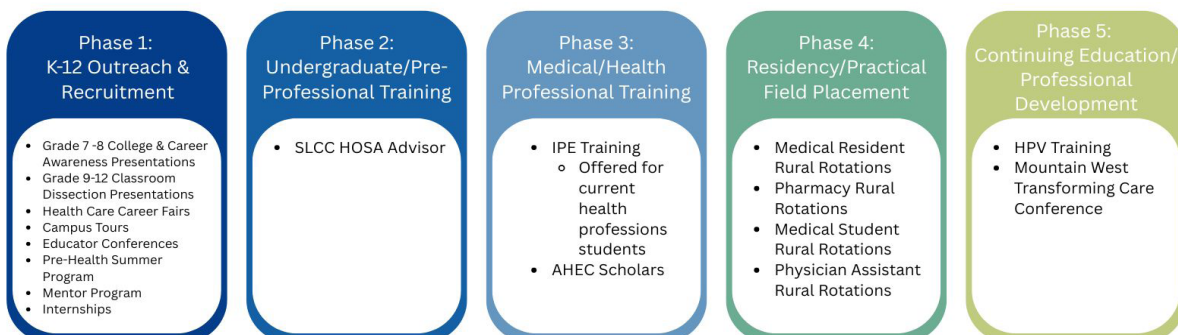 Phase 1:
K-12 Outreach &
Recruitment
• Grade 7 -8 College & Career
Awareness Presentations
• Grade 9-12 Classroom
Dissection Presentations
• Health Care Career Fairs
• Campus Tours
• Educator Conferences
• Pre-Health Summer
Program
• Mentor Program
• Internships
Phase 2:
Undergraduate/Pre-
Professional Training
• SLCC HOSA Advisor
Phase 3:
Medical/Health
Professional Training
• IPE Training
◦ Offered for
current
health
professions
students
• AHEC Scholars
Phase 4:
Residency/Practical
Field Placement
• Medical Resident
Rural Rotations
• Pharmacy Rural
Rotations
• Medical Student
Rural Rotations
• Physician Assistant
Rural Rotations
Phase 5:
Continuing Education/
Professional
Development
• HPV Training
• Mountain West
Transforming Care
Conference